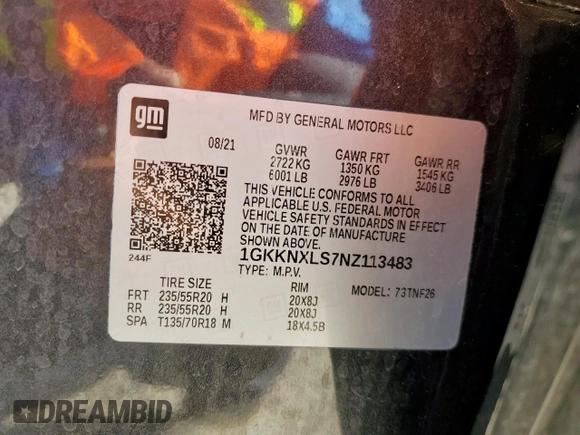 gm
MFD BY GENERAL MOTORS LLC
08/21 GVWR GAWR FRT GAWR RR
2722 KG 1350 KG 1545 KG
6001 LB 2976 LB 3406 LB
THIS VEHICLE CONFORMS TO ALL
APPLICABLE U.S. FEDERAL MOTOR
VEHICLE SAFETY STANDARDS IN EFFECT
ON THE DATE OF MANUFACTURE
SHOWN ABOVE.
244F 1GKKNXLS7NZ113483
TYPE: M.P.V. MODEL: 73TNF26
TIRE SIZE RIM
FRT 235/55R20 H 20X8J
RR 235/55R20 H 20X8J
SPA T135/70R18 M 18X4.5B
DREAMBID